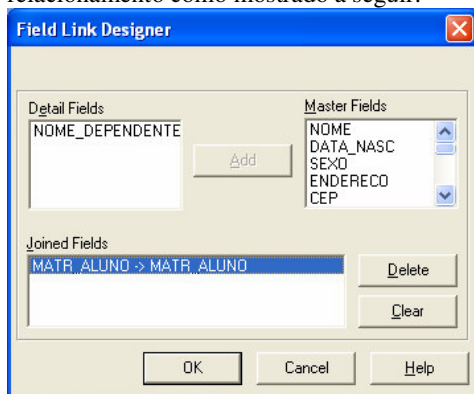 relacionamento como mostrado a seguir:
Field Link Designer
Detail Fields
NOME_DEPENDENTE
Add
Master Fields
NOME
DATA_NASC
SEXO
ENDERECO
CEP
Joined Fields
MATR_ALUNO -> MATR_ALUNO
Delete
Clear
OK
Cancel
Help